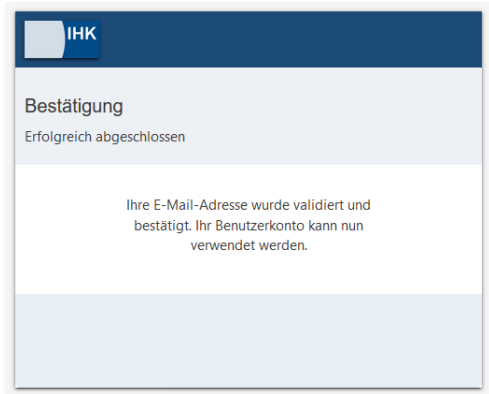 IHK
Bestätigung
Erfolgreich abgeschlossen
Ihre E-Mail-Adresse wurde validiert und
bestätigt. Ihr Benutzerkonto kann nun
verwendet werden.